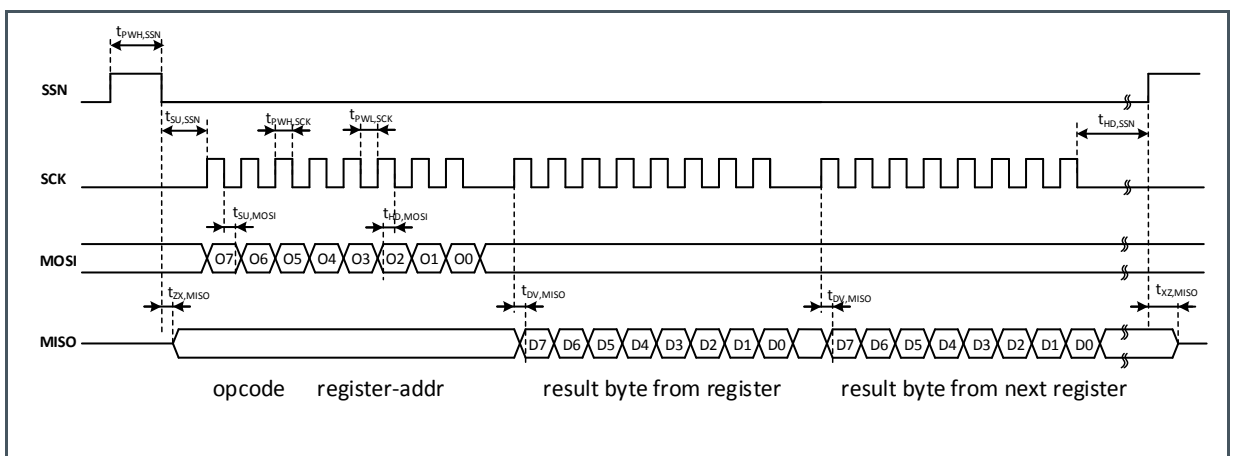 tPWH,SSN
SSN
tSU,SSN tPWH,SCK tPWL,SCK tHD,SSN
SCK
tSU,MOSI tHD,MOSI
MOSI O7 O6 O5 O4 O3 O2 O1 O0
tZX,MISO tDV,MISO tDV,MISO tXZ,MISO
MISO D7 D6 D5 D4 D3 D2 D1 D0 D7 D6 D5 D4 D3 D2 D1 D0
opcode register-addr result byte from register result byte from next register